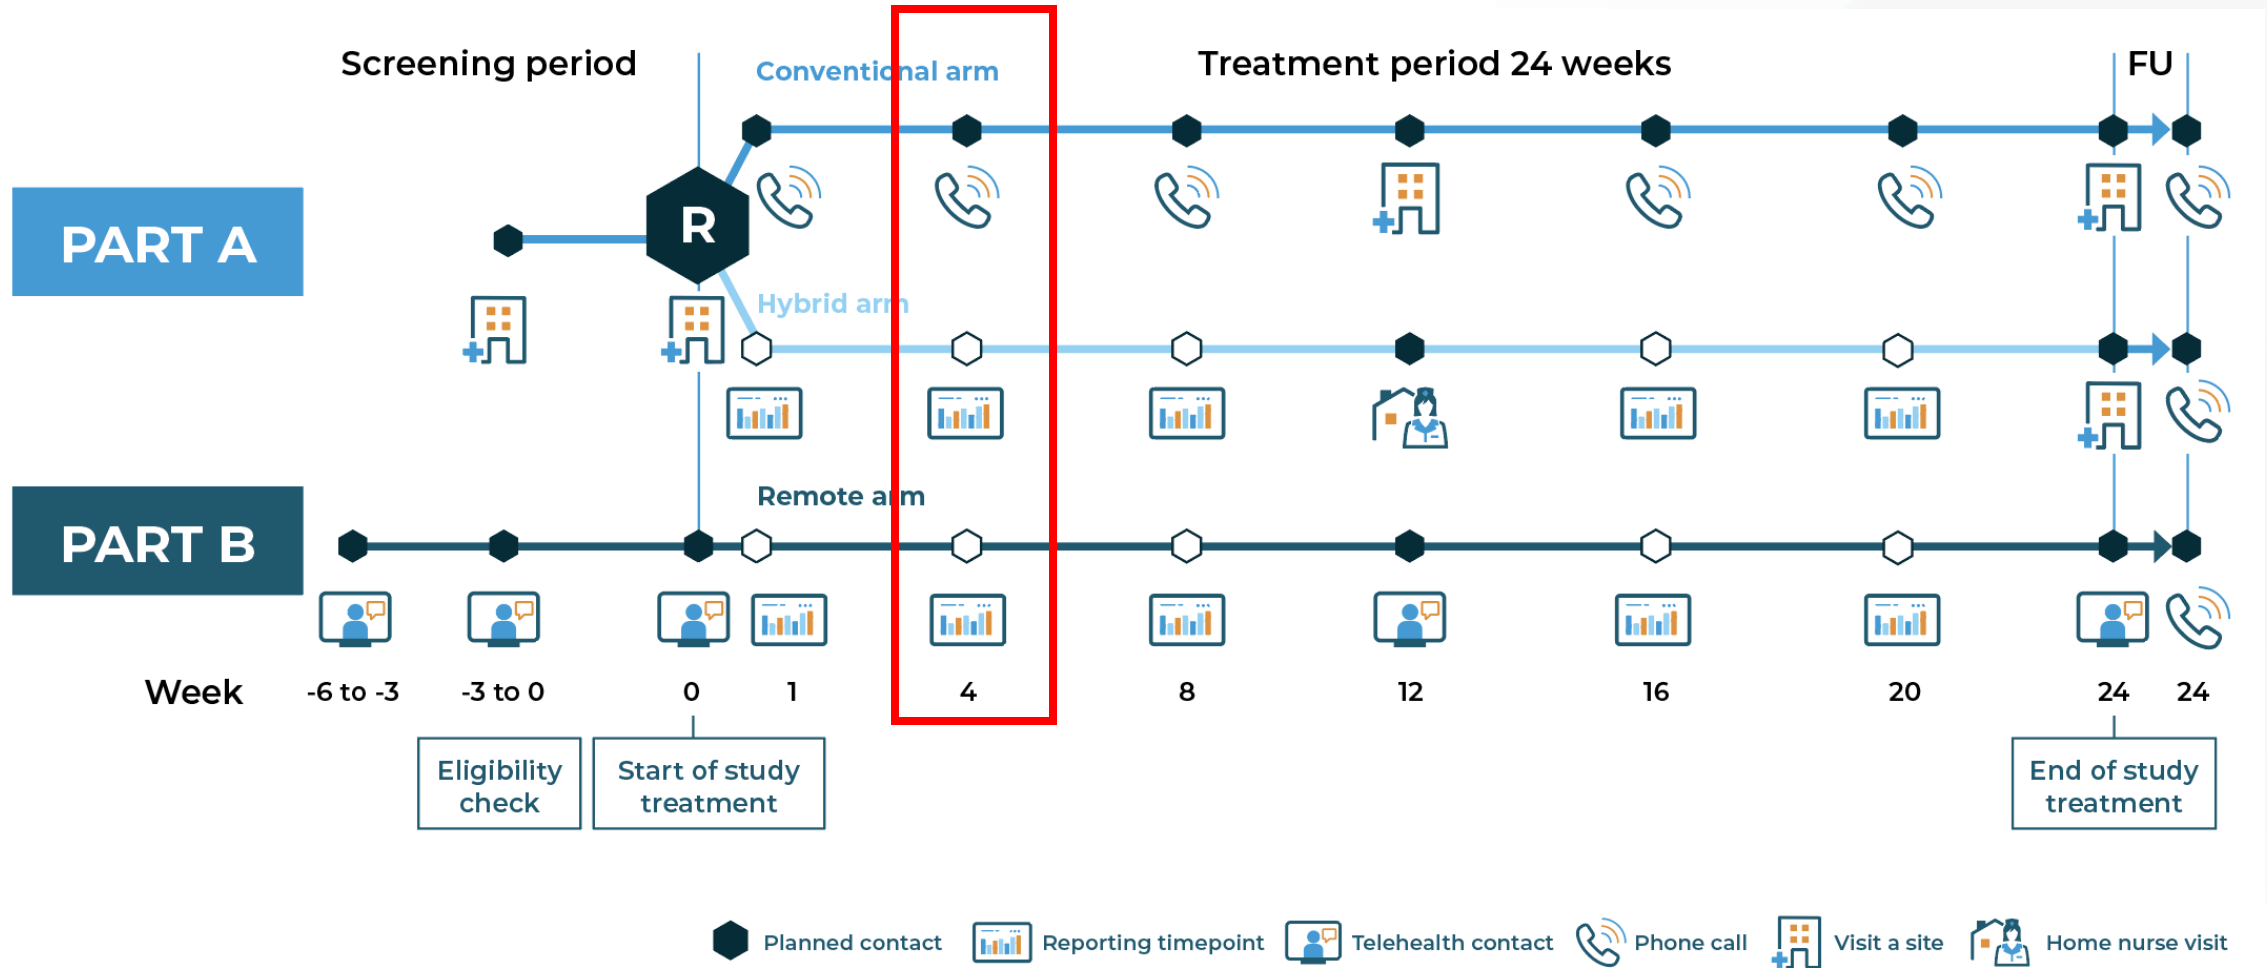 Screening period
Conventional arm
Treatment period 24 weeks
FU
PART A
R
Hybrid arm
Remote arm
PART B
Week -6 to -3 -3 to 0 0 1 4 8 12 16 20 24 24
Eligibility
check
Start of study
treatment
End of study
treatment
Planned contact
Reporting timepoint
Telehealth contact
Phone call
Visit a site
Home nurse visit